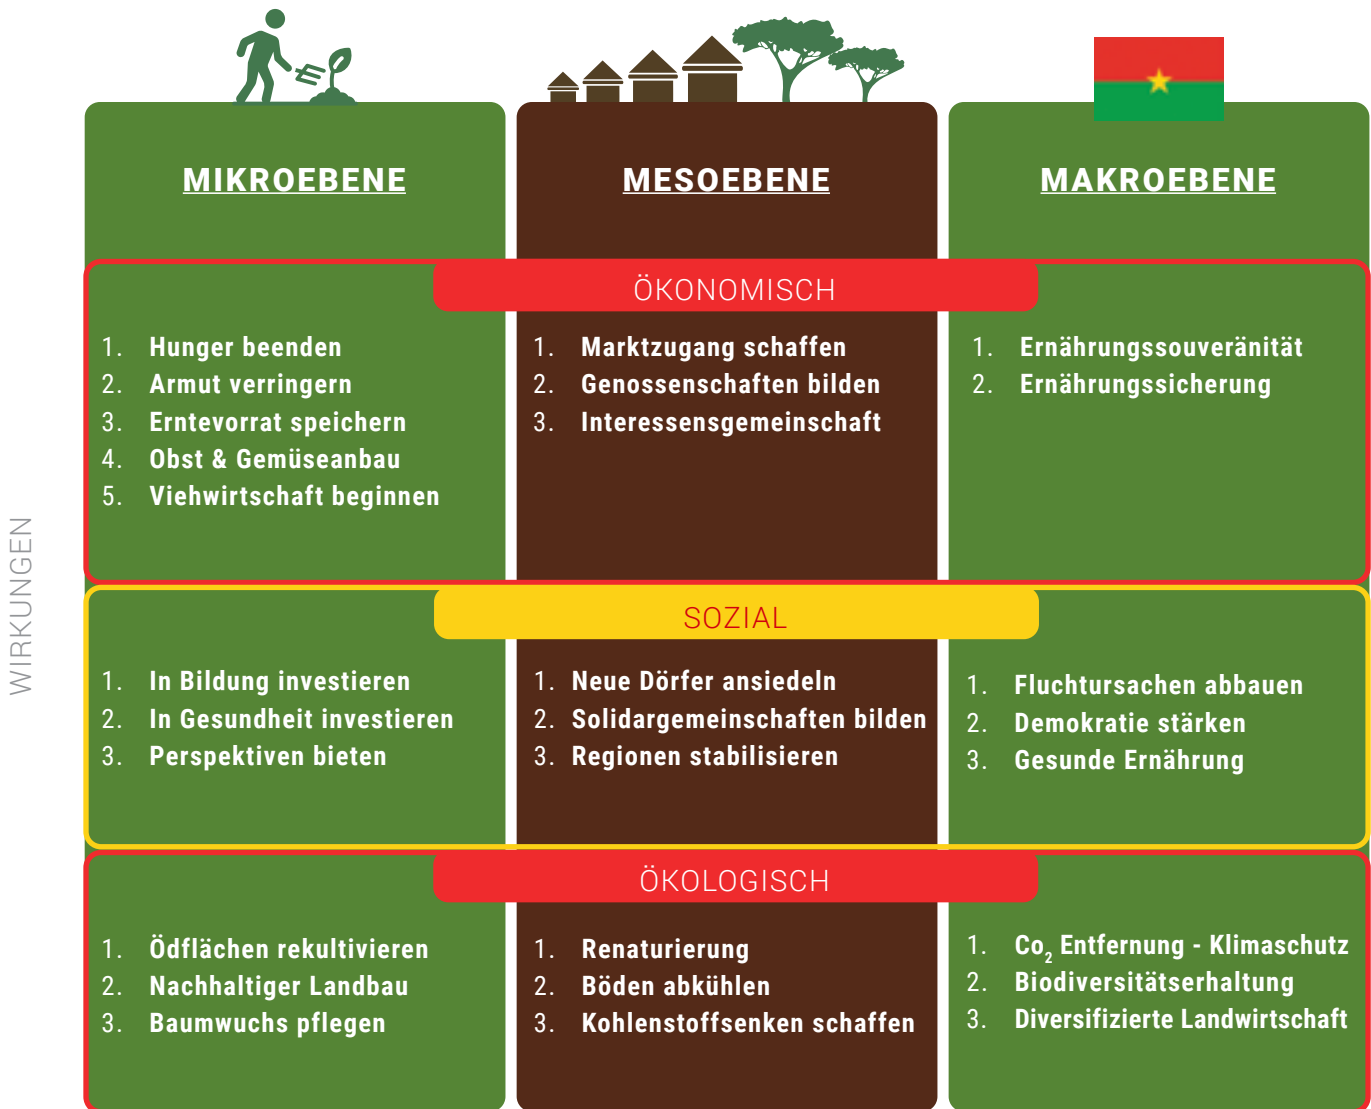 MIKROEBENE
MESOEBENE
MAKROEBENE
WIRKUNGEN
ÖKONOMISCH
1. Hunger beenden
2. Armut verringern
3. Erntevorrat speichern
4. Obst & Gemüseanbau
5. Viehwirtschaft beginnen
1. Marktzugang schaffen
2. Genossenschaften bilden
3. Interessensgemeinschaft
1. Ernährungssouveränität
2. Ernährungssicherung
SOZIAL
1. In Bildung investieren
2. In Gesundheit investieren
3. Perspektiven bieten
1. Neue Dörfer ansiedeln
2. Solidargemeinschaften bilden
3. Regionen stabilisieren
1. Fluchtursachen abbauen
2. Demokratie stärken
3. Gesunde Ernährung
ÖKOLOGISCH
1. Ödflächen rekultivieren
2. Nachhaltiger Landbau
3. Baumwuchs pflegen
1. Renaturierung
2. Böden abkühlen
3. Kohlenstoffsenken schaffen
1. Co₂ Entfernung - Klimaschutz
2. Biodiversitätserhaltung
3. Diversifizierte Landwirtschaft